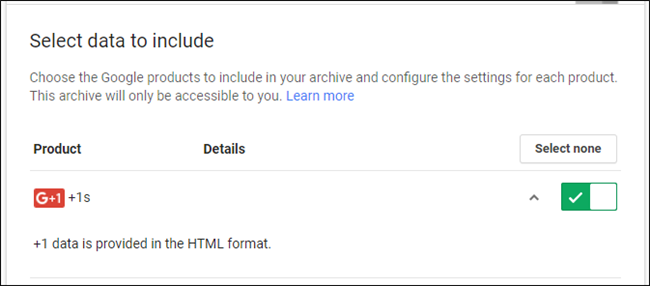 Select data to include
Choose the Google products to include in your archive and configure the settings for each product.
This archive will only be accessible to you. Learn more
Product Details Select none
G+1 +1s
+1 data is provided in the HTML format.